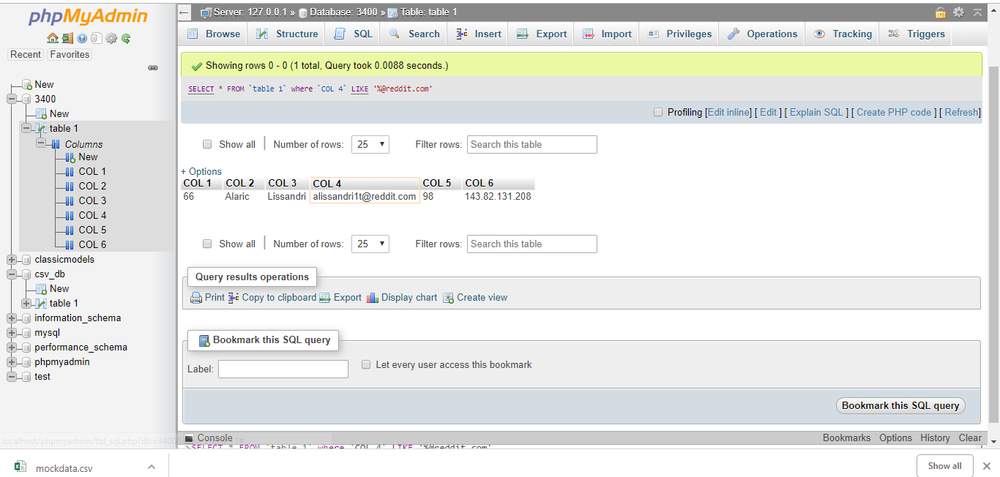 phpMyAdmin
Recent Favorites
New
3400
New
table 1
Columns
New
COL 1
COL 2
COL 3
COL 4
COL 5
COL 6
classicmodels
csv_db
New
table 1
information_schema
mysql
performance_schema
phpmyadmin
test
Server: 127.0.0.1 » Database: 3400 » Table: table 1
Browse Structure SQL Search Insert Export Import Privileges Operations Tracking Triggers
Showing rows 0 - 0 (1 total, Query took 0.0088 seconds.)
SELECT * FROM `table 1` where `COL 4` LIKE '%@reddit.com'
Profiling [Edit inline] [ Edit ] [ Explain SQL ] [ Create PHP code ] [ Refresh]
Show all Number of rows: 25 Filter rows: Search this table
+ Options
COL 1 COL 2 COL 3 COL 4 COL 5 COL 6
66 Alaric Lissandri alissandri1t@reddit.com 98 143.82.131.208
Show all Number of rows: 25 Filter rows: Search this table
Query results operations
Print Copy to clipboard Export Display chart Create view
Bookmark this SQL query
Label: Let every user access this bookmark
Bookmark this SQL query
Console Bookmarks Options History Clear
>SELECT * FROM `table 1` where `COL 4` LIKE '%@reddit.com'
mockdata.csv Show all